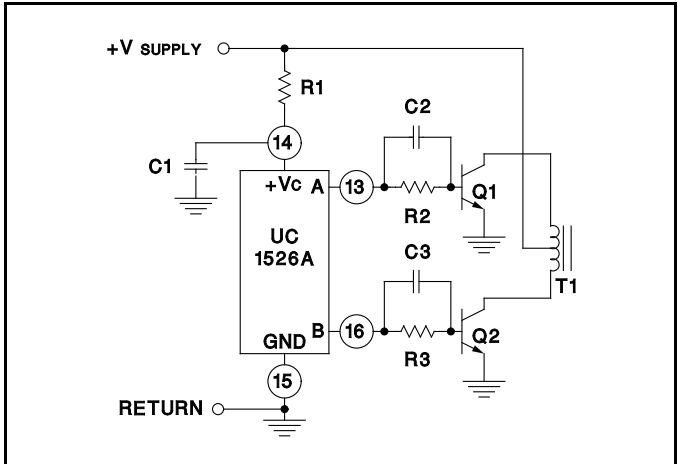 +V SUPPLY
R1
C2
14
C1
+VC A
13
Q1
R2
UC
1526A
C3
T1
B
16
Q2
GND
R3
15
RETURN